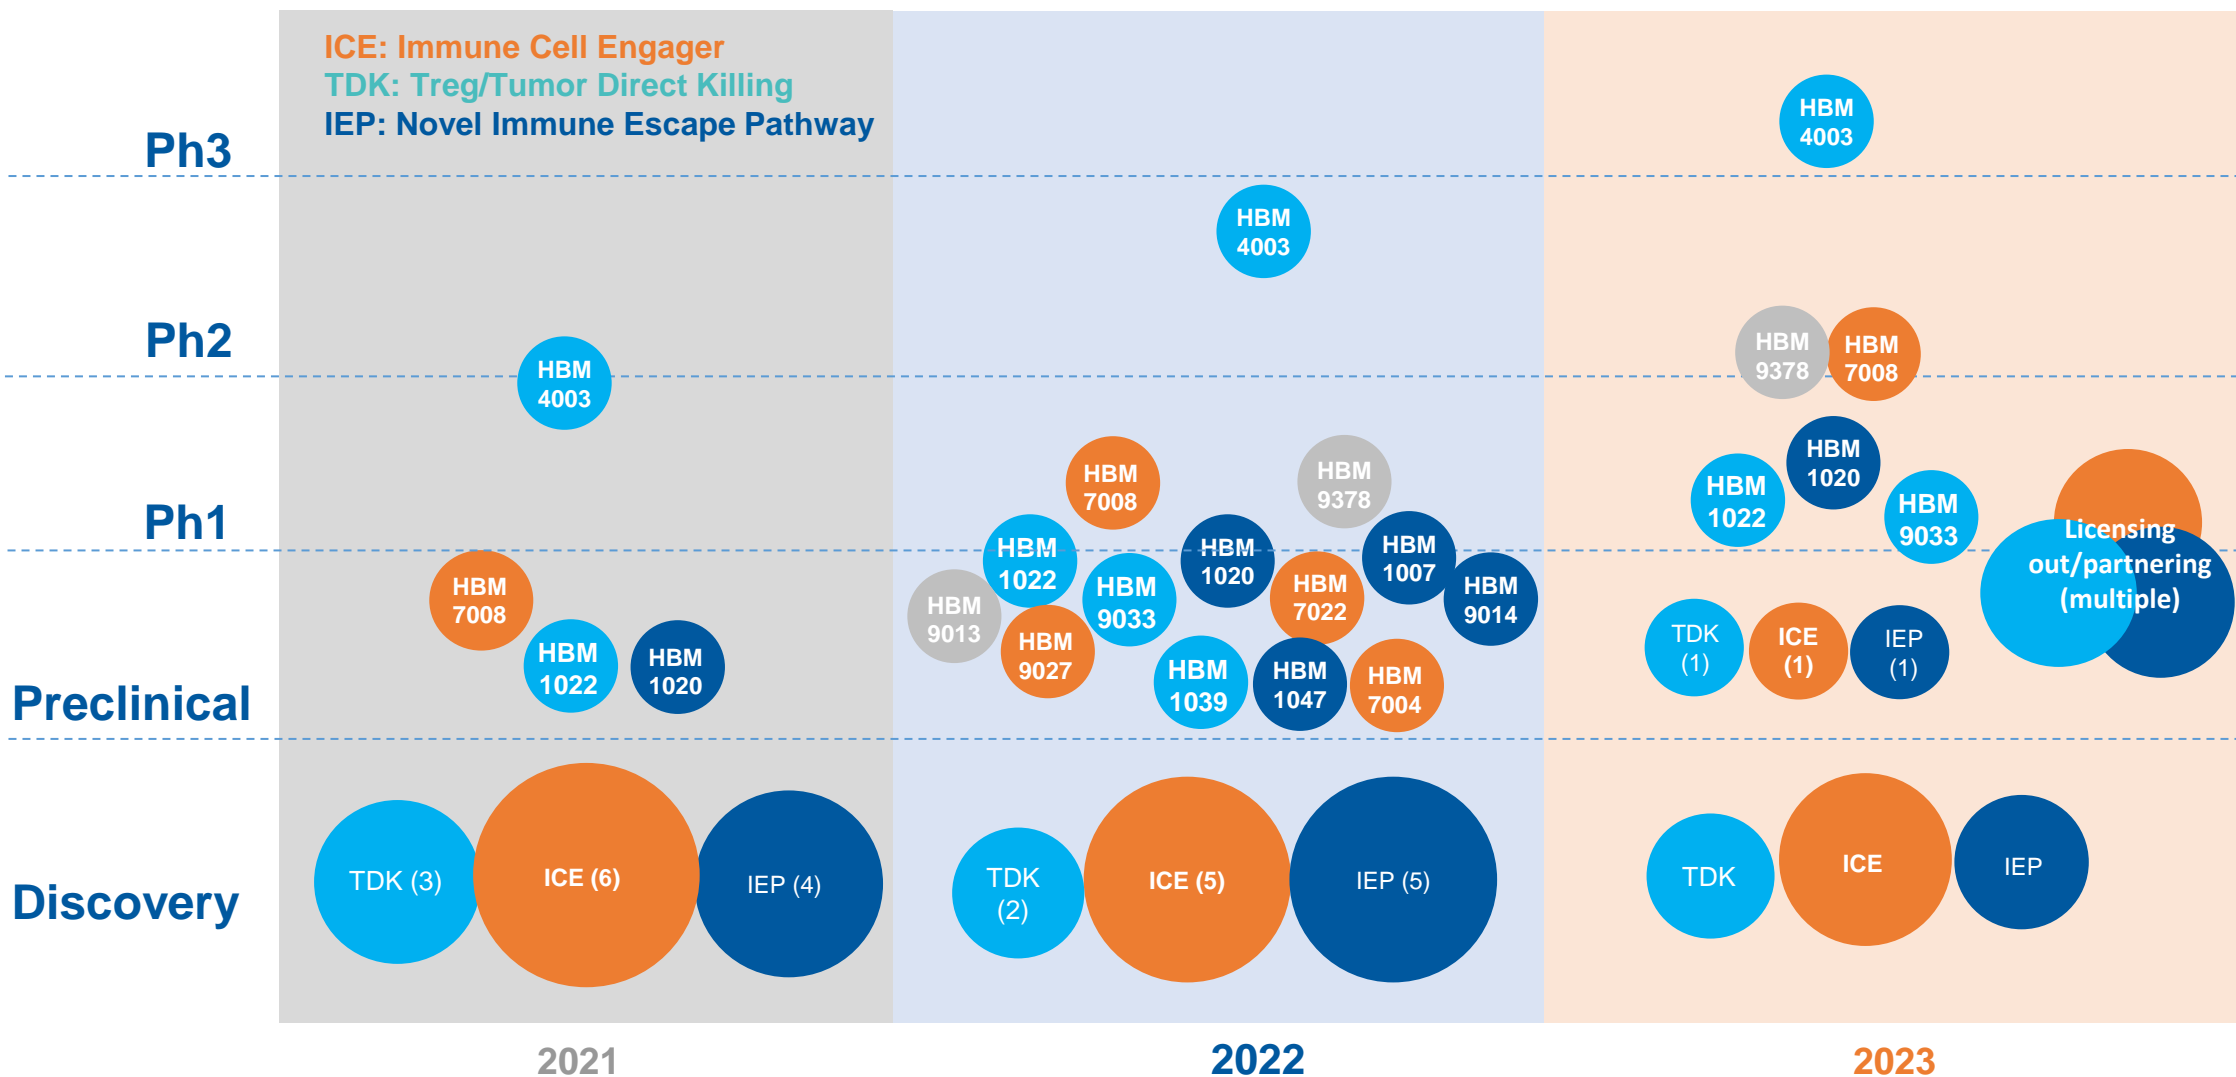 ICE: Immune Cell Engager
TDK: Treg/Tumor Direct Killing
IEP: Novel Immune Escape Pathway
Ph3
Ph2
Ph1
Preclinical
Discovery
HBM
4003
HBM
7008
HBM
1022
HBM
1020
TDK (3)
ICE (6)
IEP (4)
2021
HBM
4003
HBM
7008
HBM
9378
HBM
1022
HBM
1020
HBM
1007
HBM
9013
HBM
9033
HBM
7022
HBM
9014
HBM
9027
HBM
1039
HBM
1047
HBM
7004
TDK
(2)
ICE (5)
IEP (5)
2022
HBM
4003
HBM
9378
HBM
7008
HBM
1022
HBM
1020
HBM
9033
Licensing
out/partnering
(multiple)
TDK
(1)
ICE
(1)
IEP
(1)
TDK
ICE
IEP
2023